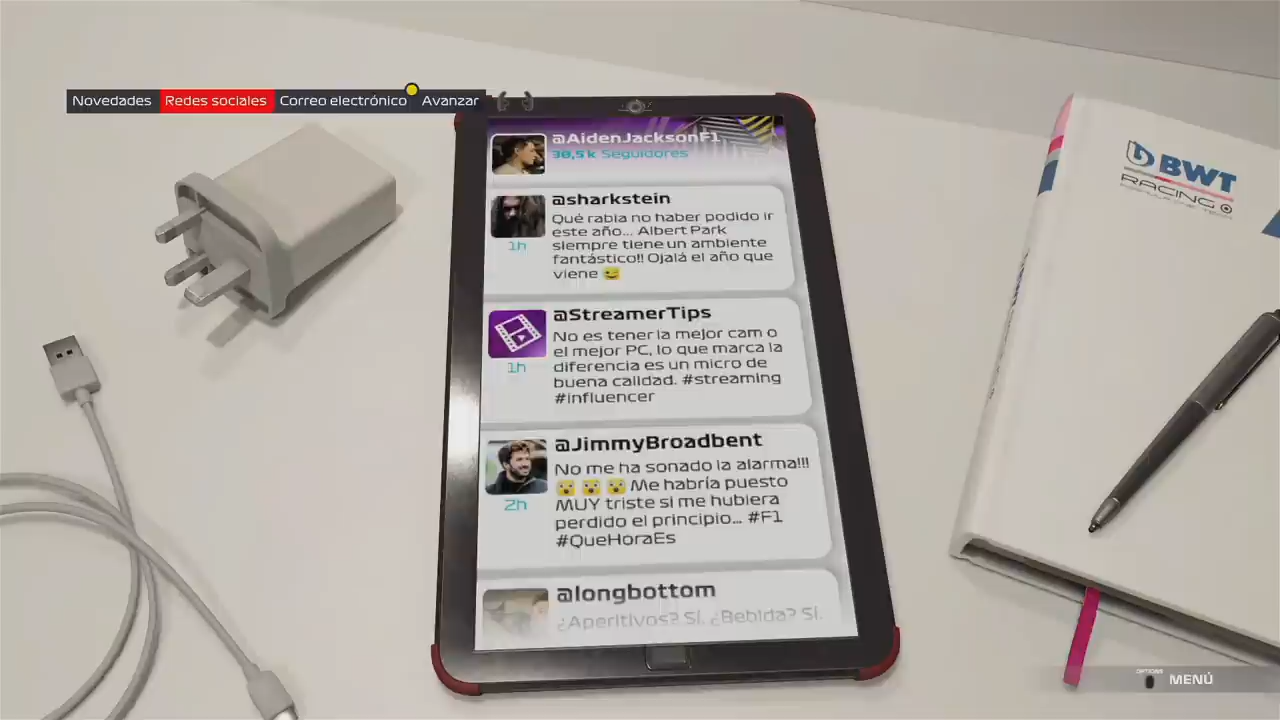 Novedades Redes sociales Correo electrónico Avanzar
@AidenJacksonF1
30,5k Seguidores
@sharkstein
1h
Qué rabia no haber podido ir
este año... Albert Park
siempre tiene un ambiente
fantástico!! Ojalá el año que
viene 😉
@StreamerTips
1h
No es tener la mejor cam o
el mejor PC, lo que marca la
diferencia es un micro de
buena calidad. #streaming
#influencer
@JimmyBroadbent
2h
No me ha sonado la alarma!!!
😲 😲 😲 Me habría puesto
MUY triste si me hubiera
perdido el principio... #F1
#QueHoraEs
@longbottom
¿Aperitivos? Sí. ¿Bebida? Sí.
BWT
RACING
OPTIONS
MENÚ